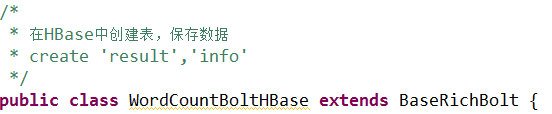 /*
 * 在HBase中创建表，保存数据
 * create 'result','info'
 */
public class WordCountBoltHBase extends BaseRichBolt {